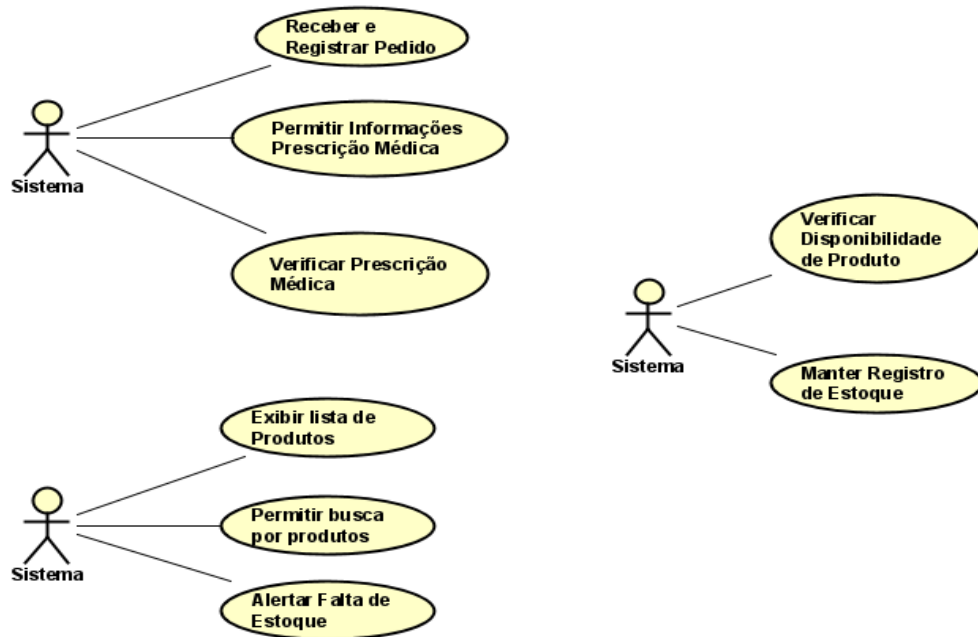 Receber e
Registrar Pedido
Permitir Informações
Prescrição Médica
Sistema
Verificar Prescrição
Médica
Verificar
Disponibilidade
de Produto
Sistema
Manter Registro
de Estoque
Exibir lista de
Produtos
Permitir busca
por produtos
Sistema
Alertar Falta de
Estoque